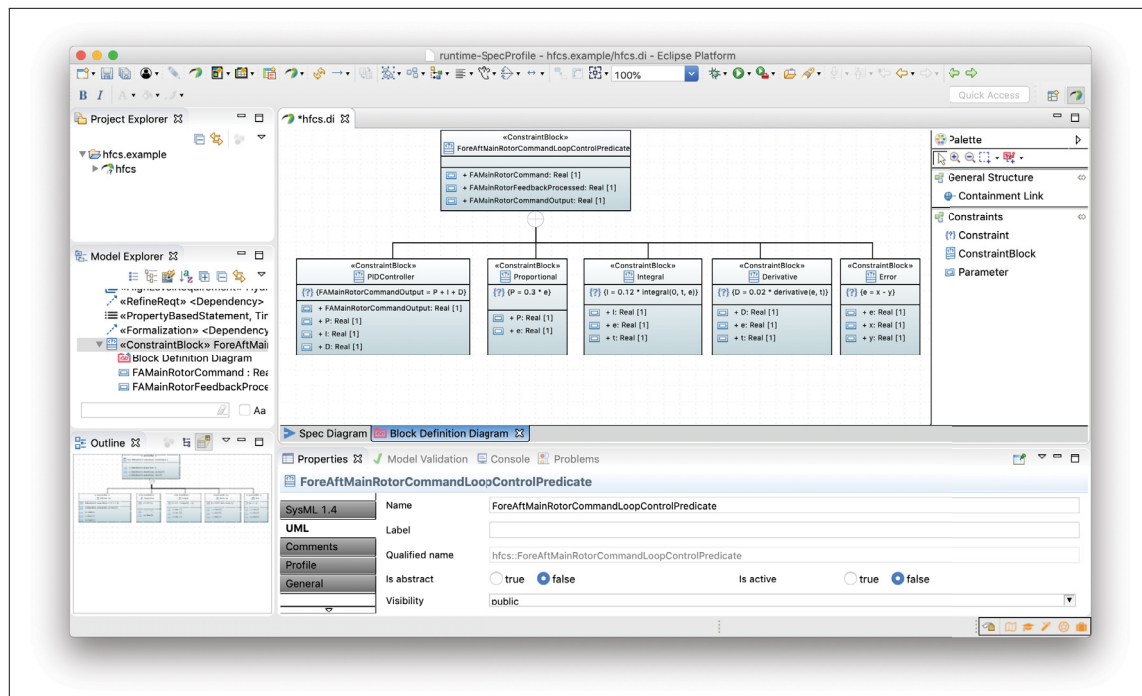 runtime-SpecProfile - hfcs.example/hfcs.di - Eclipse Platform
100%
B I A
Quick Access
Project Explorer
hfcs.example
hfcs
*hfcs.di
«ConstraintBlock»
ForeAftMainRotorCommandLoopControlPredicate
+ FAMainRotorCommand: Real [1]
+ FAMainRotorFeedbackProcessed: Real [1]
+ FAMainRotorCommandOutput: Real [1]
«ConstraintBlock»
PIDController
{?} {FAMainRotorCommandOutput = P + I + D}
+ FAMainRotorCommandOutput: Real [1]
+ P: Real [1]
+ I: Real [1]
+ D: Real [1]
«ConstraintBlock»
Proportional
{?} {P = 0.3 * e}
+ P: Real [1]
+ e: Real [1]
«ConstraintBlock»
Integral
{?} {I = 0.12 * integral(0, t, e)}
+ I: Real [1]
+ e: Real [1]
+ t: Real [1]
«ConstraintBlock»
Derivative
{?} {D = 0.02 * derivative(e, t)}
+ D: Real [1]
+ e: Real [1]
+ t: Real [1]
«ConstraintBlock»
Error
{?} {e = x - y}
+ e: Real [1]
+ x: Real [1]
+ y: Real [1]
Palette
General Structure
Containment Link
Constraints
{?} Constraint
ConstraintBlock
Parameter
Model Explorer
«RefineReqt» <Dependency>
«PropertyBasedStatement, Tir
«Formalization» <Dependency
«ConstraintBlock» ForeAftMai
Block Definition Diagram
FAMainRotorCommand : Rea
FAMainRotorFeedbackProce
Aa
Outline
Spec Diagram
Block Definition Diagram
Properties
Model Validation
Console
Problems
ForeAftMainRotorCommandLoopControlPredicate
SysML 1.4
UML
Comments
Profile
General
Name
ForeAftMainRotorCommandLoopControlPredicate
Label
Qualified name
hfcs::ForeAftMainRotorCommandLoopControlPredicate
Is abstract
true
false
Is active
true
false
Visibility
public